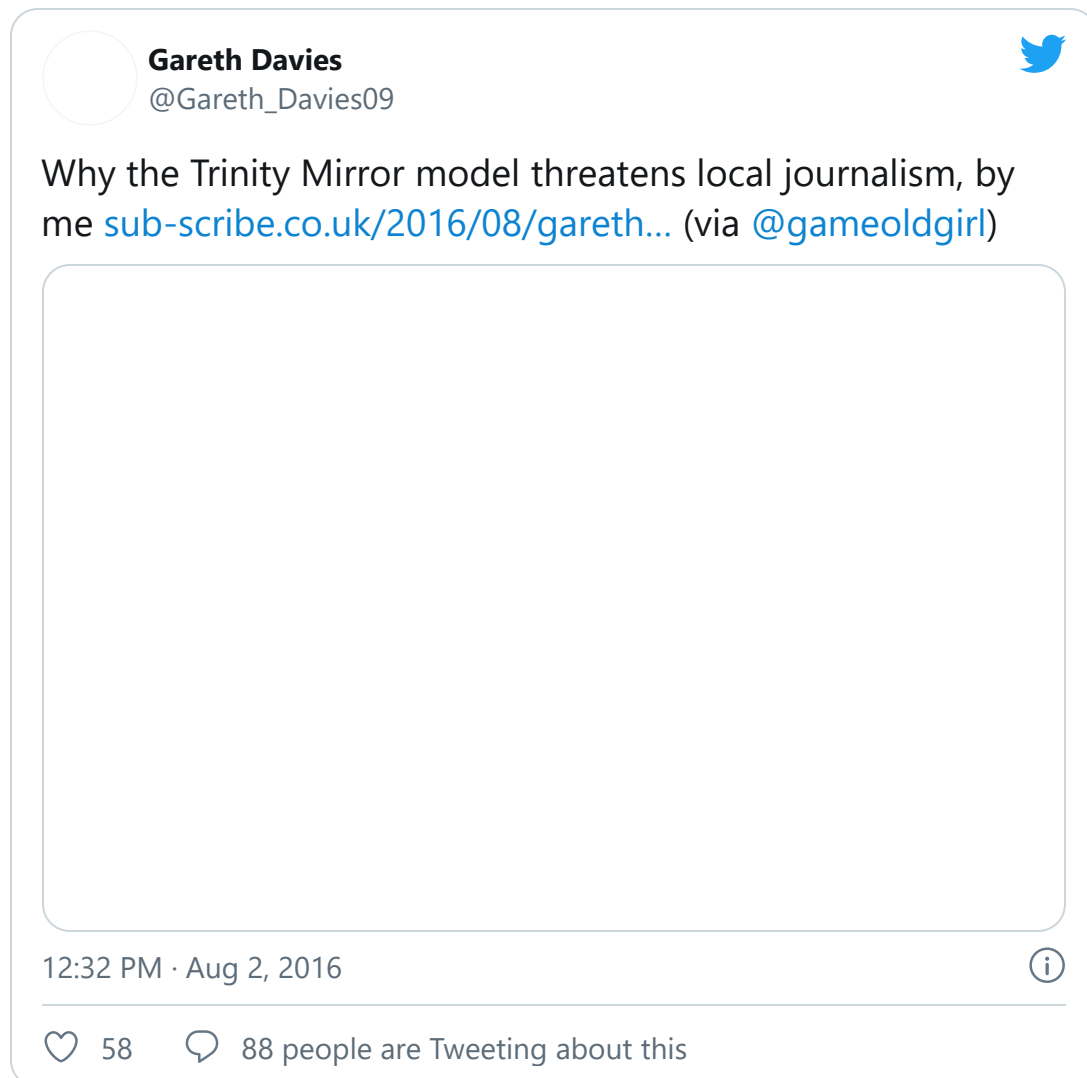 Gareth Davies
@Gareth_Davies09
Why the Trinity Mirror model threatens local journalism, by
me sub-scribe.co.uk/2016/08/gareth... (via @gameoldgirl)
12:32 PM · Aug 2, 2016
58 88 people are Tweeting about this